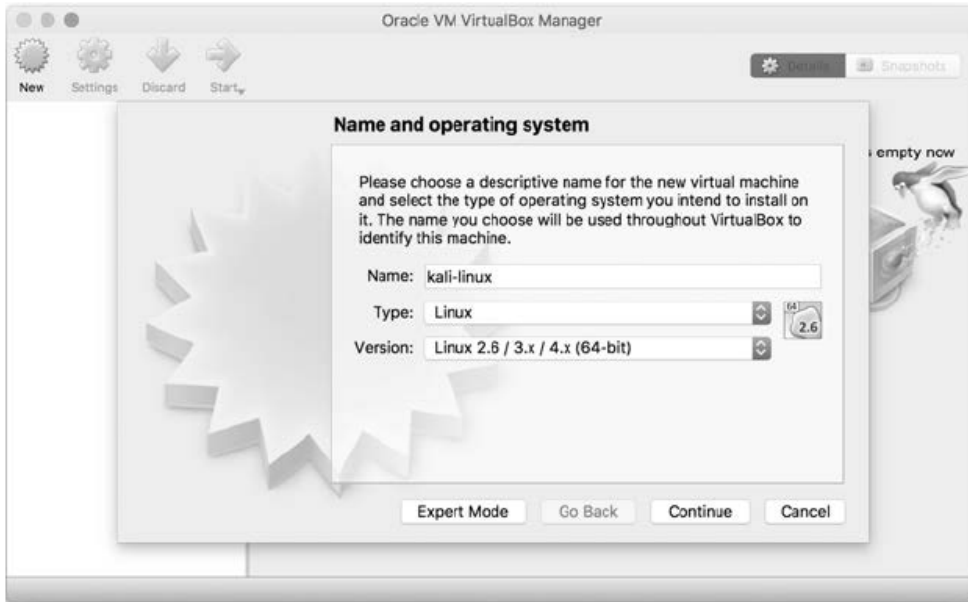 Oracle VM VirtualBox Manager
New Settings Discard Start
Details Snapshots
Name and operating system
empty now
Please choose a descriptive name for the new virtual machine
and select the type of operating system you intend to install on
it. The name you choose will be used throughout VirtualBox to
identify this machine.
Name: kali-linux
Type: Linux
64
2.6
Version: Linux 2.6 / 3.x / 4.x (64-bit)
Expert Mode Go Back Continue Cancel